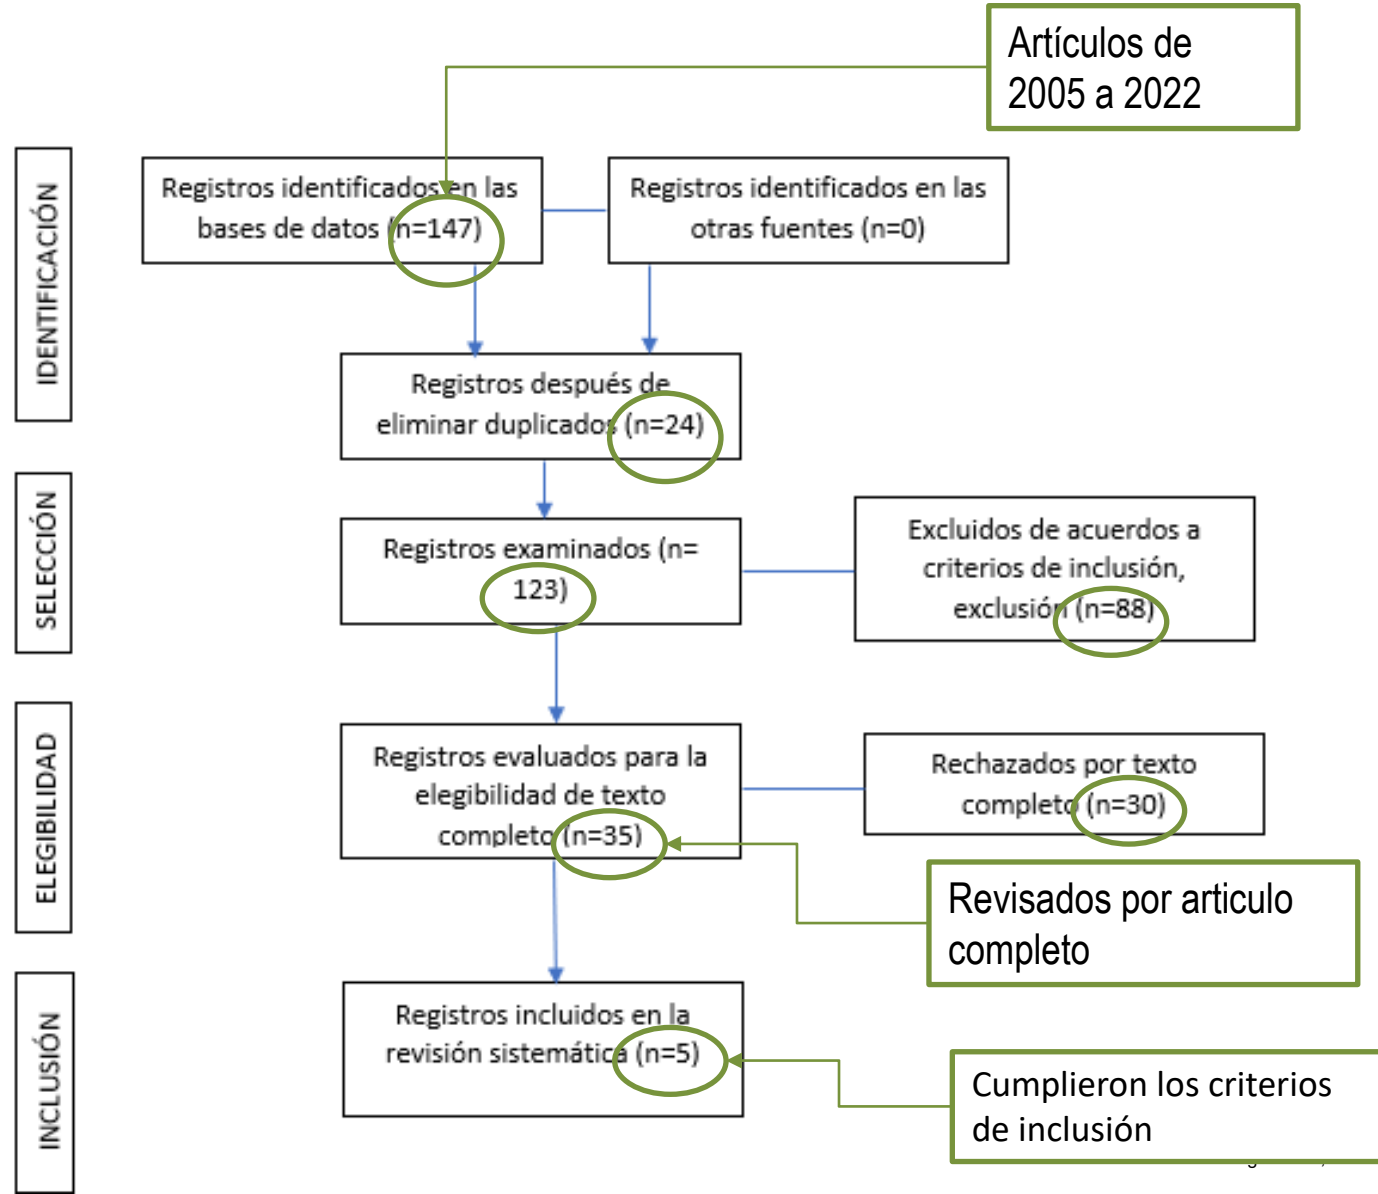 Artículos de
2005 a 2022
IDENTIFICACIÓN
Registros identificados en las
bases de datos (n=147)
Registros identificados en las
otras fuentes (n=0)
Registros después de
eliminar duplicados (n=24)
SELECCIÓN
Registros examinados (n=
123)
Excluidos de acuerdos a
criterios de inclusión,
exclusión (n=88)
ELEGIBILIDAD
Registros evaluados para la
elegibilidad de texto
completo (n=35)
Rechazados por texto
completo (n=30)
Revisados por articulo
completo
INCLUSIÓN
Registros incluidos en la
revisión sistemática (n=5)
Cumplieron los criterios
de inclusión